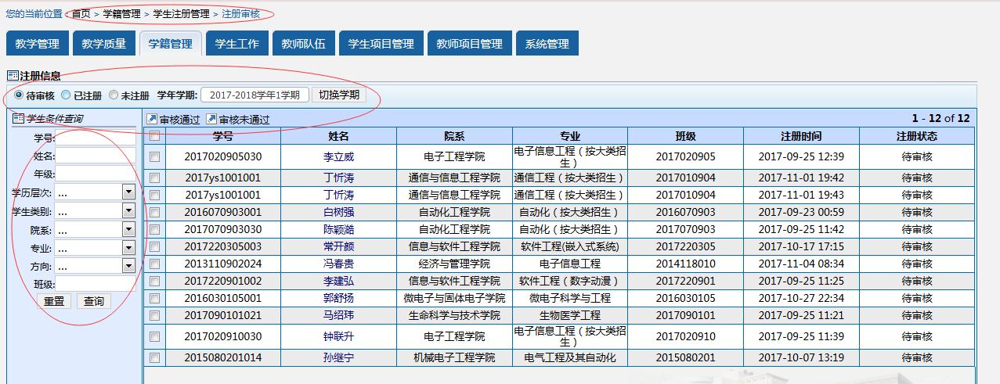 您的当前位置：首页 > 学籍管理 > 学生注册管理 > 注册审核
教学管理 教学质量 学籍管理 学生工作 教师队伍 学生项目管理 教师项目管理 系统管理
注册信息
待审核 已注册 未注册 学年学期: 2017-2018学年1学期 切换学期
学生条件查询
学号:
姓名:
年级:
学历层次: ...
学生类别: ...
院系: ...
专业: ...
方向: ...
班级:
重置 查询
审核通过 审核未通过 1 - 12 of 12
学号 姓名 院系 专业 班级 注册时间 注册状态
2017020905030 李立威 电子工程学院 电子信息工程（按大类招生） 2017020905 2017-09-25 12:39 待审核
2017ys1001001 丁忻涛 通信与信息工程学院 通信工程（按大类招生） 2017010904 2017-11-01 19:42 待审核
2017ys1001001 丁忻涛 通信与信息工程学院 通信工程（按大类招生） 2017010904 2017-11-01 19:43 待审核
2016070903001 白树强 自动化工程学院 自动化（按大类招生） 2016070903 2017-09-23 00:59 待审核
2017070903030 陈颖澔 自动化工程学院 自动化（按大类招生） 2017070903 2017-09-25 11:42 待审核
2017220305003 常开颜 信息与软件工程学院 软件工程(嵌入式系统) 2017220305 2017-10-17 17:15 待审核
2013110902024 冯春贵 经济与管理学院 电子信息工程 2014118010 2017-11-04 08:34 待审核
2017220901002 李建弘 信息与软件工程学院 软件工程（数字动漫） 2017220901 2017-09-25 11:25 待审核
2016030105001 郭舒扬 微电子与固体电子学院 微电子科学与工程 2016030105 2017-10-27 22:34 待审核
2017090101021 马绍玮 生命科学与技术学院 生物医学工程 2017090101 2017-09-25 11:21 待审核
2017020910030 钟联升 电子工程学院 电子信息工程（按大类招生） 2017020910 2017-09-25 11:39 待审核
2015080201014 孙继宁 机械电子工程学院 电气工程及其自动化 2015080201 2017-10-07 13:19 待审核